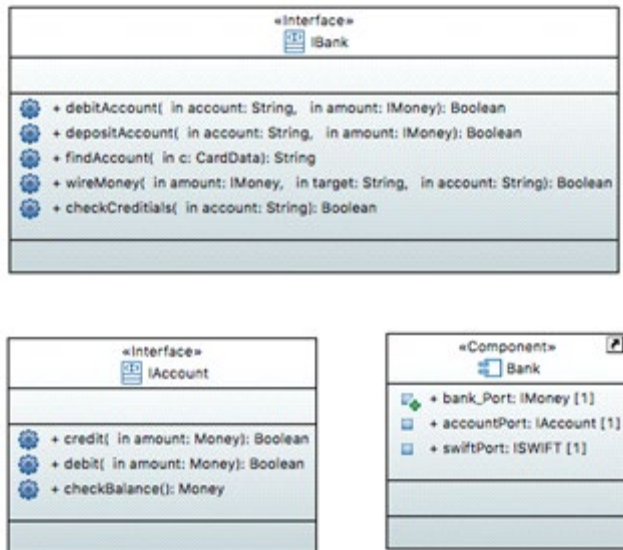 «Interface»
IBank
+ debitAccount( in account: String, in amount: IMoney): Boolean
+ depositAccount( in account: String, in amount: IMoney): Boolean
+ findAccount( in c: CardData): String
+ wireMoney( in amount: IMoney, in target: String, in account: String): Boolean
+ checkCreditials( in account: String): Boolean
«Interface»
IAccount
+ credit( in amount: Money): Boolean
+ debit( in amount: Money): Boolean
+ checkBalance(): Money
«Component»
Bank
+ bank_Port: IMoney [1]
+ accountPort: IAccount [1]
+ swiftPort: ISWIFT [1]